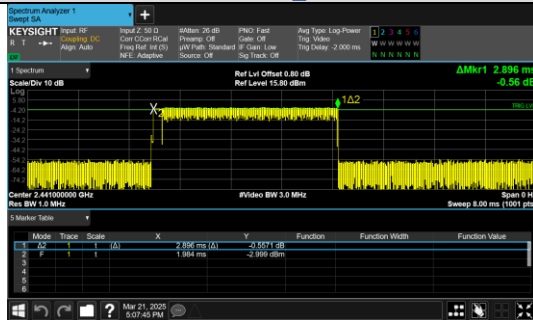 Spectrum Analyzer 1
Swept SA
KEYSIGHT Input: RF Input Z: 50 Ω #Atten: 26 dB PNO: Fast Avg Type: Log-Power 1 2 3 4 5 6
R T Coupling: DC Corr CCorr RCal Preamp: Off Gate: Off Trig: Video W W W W W W
Align: Auto Freq Ref: Int (S) µW Path: Standard IF Gain: Low Trig Delay: -2.000 ms N N N N N N
NFE: Adaptive Source: Off Sig Track: Off
1 Spectrum
Ref Lvl Offset 0.80 dB ΔMkr1 2.896 ms
Scale/Div 10 dB Ref Level 15.80 dBm -0.56 dB
Log
5.80
1Δ2
TRIG LVL
-4.20
X2
-14.2
-24.2
-34.2
-44.2
-54.2
-64.2
-74.2
Center 2.441000000 GHz #Video BW 3.0 MHz Span 0 Hz
Res BW 1.0 MHz Sweep 8.00 ms (1001 pts)
5 Marker Table
Mode Trace Scale X Y Function Function Width Function Value
1 Δ2 1 t (Δ) 2.896 ms (Δ) -0.5571 dB
2 F 1 t 1.984 ms -2.999 dBm
3
4
5
6
? Mar 21, 2025
5:07:45 PM